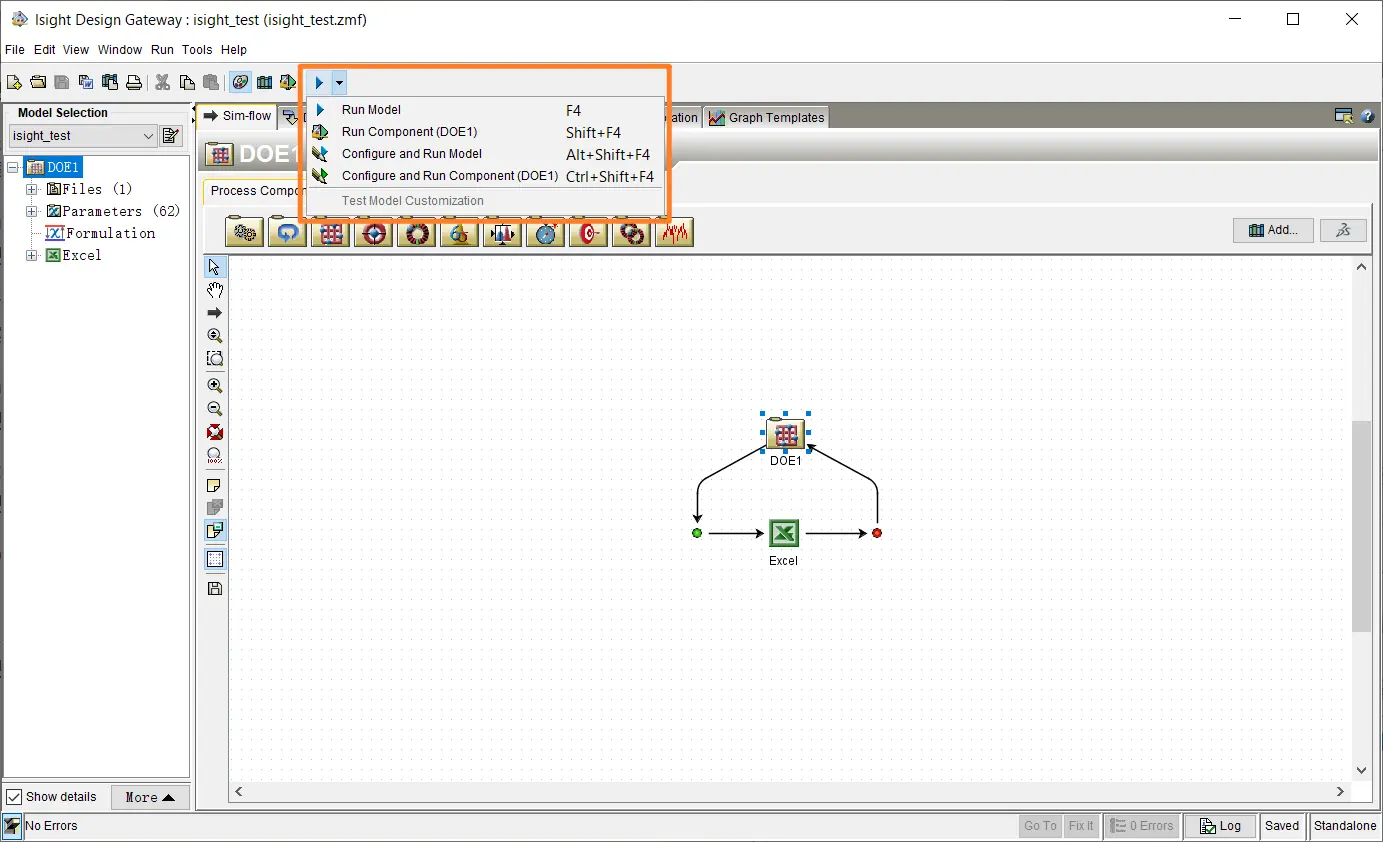 Isight Design Gateway : isight_test (isight_test.zmf)
File Edit View Window Run Tools Help
Model Selection
isight_test
DOE1
Files (1)
Parameters (62)
Formulation
Excel
Show details
More
Sim-flow
Graph Templates
DOE1
Run Model F4
Run Component (DOE1) Shift+F4
Configure and Run Model Alt+Shift+F4
Configure and Run Component (DOE1) Ctrl+Shift+F4
Test Model Customization
Add...
100%
DOE1
Excel
No Errors
Go To
Fix It
0 Errors
Log
Saved
Standalone